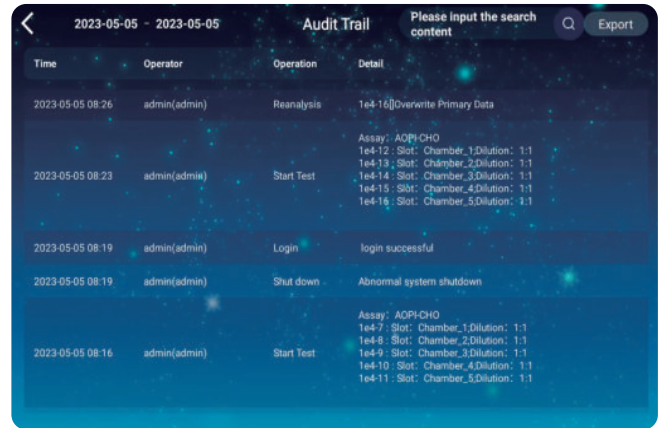 2023-05-05 - 2023-05-05 Audit Trail Please input the search content Export
Time Operator Operation Detail
2023-05-05 08:26 admin(admin) Reanalysis 1e4-16[]Overwrite Primary Data
2023-05-05 08:23 admin(admin) Start Test
Assay：AOPI-CHO
1e4-12 : Slot：Chamber_1;Dilution：1:1
1e4-13 : Slot：Chamber_2;Dilution：1:1
1e4-14 : Slot：Chamber_3;Dilution：1:1
1e4-15 : Slot：Chamber_4;Dilution：1:1
1e4-16 : Slot：Chamber_5;Dilution：1:1
2023-05-05 08:19 admin(admin) Login login successful
2023-05-05 08:19 admin(admin) Shut down Abnormal system shutdown
2023-05-05 08:16 admin(admin) Start Test
Assay：AOPI-CHO
1e4-7 : Slot：Chamber_1;Dilution：1:1
1e4-8 : Slot：Chamber_2;Dilution：1:1
1e4-9 : Slot：Chamber_3;Dilution：1:1
1e4-10 : Slot：Chamber_4;Dilution：1:1
1e4-11 : Slot：Chamber_5;Dilution：1:1